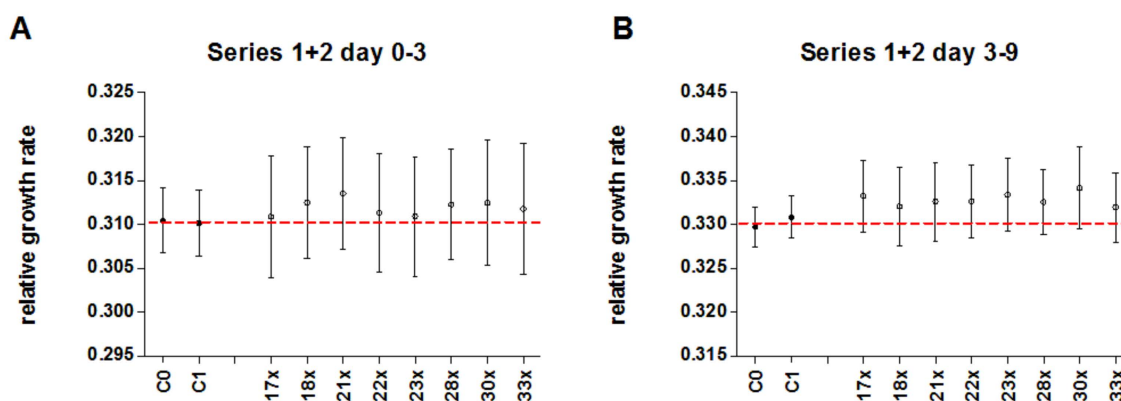 A
Series 1+2 day 0-3
relative growth rate
0.325
0.320
0.315
0.310
0.305
0.300
0.295
C0
C1
17x
18x
21x
22x
23x
28x
30x
33x
B
Series 1+2 day 3-9
relative growth rate
0.345
0.340
0.335
0.330
0.325
0.320
0.315
C0
C1
17x
18x
21x
22x
23x
28x
30x
33x